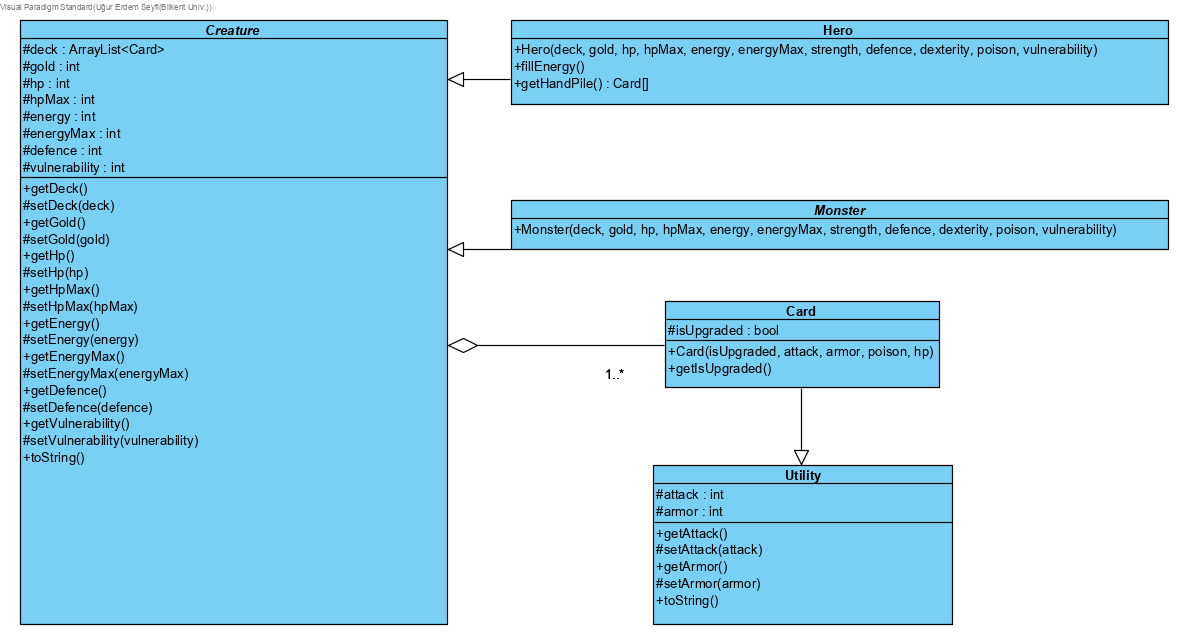 Visual Paradigm Standard(Uğur Erdem Seyfi(Bilkent Univ.))
Creature
#deck : ArrayList<Card>
#gold : int
#hp : int
#hpMax : int
#energy : int
#energyMax : int
#defence : int
#vulnerability : int
+getDeck()
#setDeck(deck)
+getGold()
#setGold(gold)
+getHp()
#setHp(hp)
+getHpMax()
#setHpMax(hpMax)
+getEnergy()
#setEnergy(energy)
+getEnergyMax()
#setEnergyMax(energyMax)
+getDefence()
#setDefence(defence)
+getVulnerability()
#setVulnerability(vulnerability)
+toString()
Hero
+Hero(deck, gold, hp, hpMax, energy, energyMax, strength, defence, dexterity, poison, vulnerability)
+fillEnergy()
+getHandPile() : Card[]
Monster
+Monster(deck, gold, hp, hpMax, energy, energyMax, strength, defence, dexterity, poison, vulnerability)
Card
#isUpgraded : bool
+Card(isUpgraded, attack, armor, poison, hp)
+getIsUpgraded()
1..*
Utility
#attack : int
#armor : int
+getAttack()
#setAttack(attack)
+getArmor()
#setArmor(armor)
+toString()